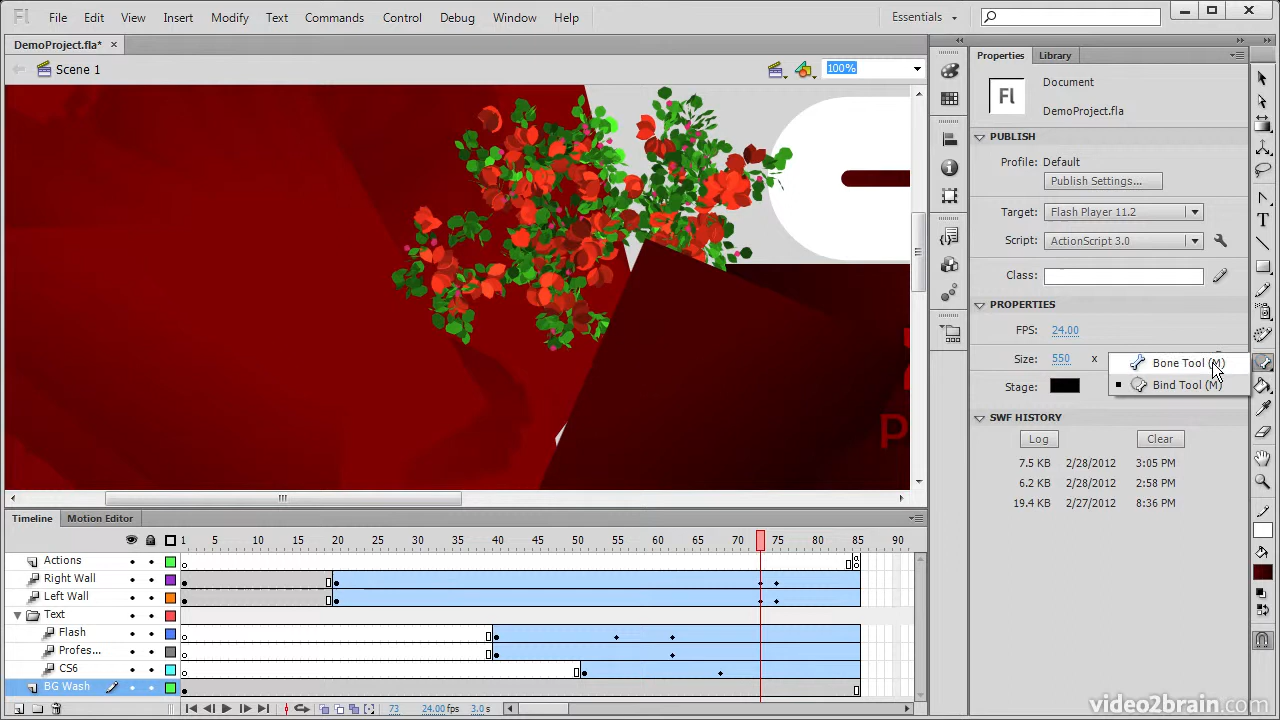 Fl File Edit View Insert Modify Text Commands Control Debug Window Help Essentials
DemoProject.fla* ×
Scene 1 100%
Properties Library
Document
Fl
DemoProject.fla
PUBLISH
Profile: Default
Publish Settings...
Target: Flash Player 11.2
Script: ActionScript 3.0
Class:
PROPERTIES
FPS: 24.00
Size: 550 x
Bone Tool (M)
Stage:
Bind Tool (M)
SWF HISTORY
Log Clear
7.5 KB 2/28/2012 3:05 PM
6.2 KB 2/28/2012 2:58 PM
19.4 KB 2/27/2012 8:36 PM
P
Timeline Motion Editor
1 5 10 15 20 25 30 35 40 45 50 55 60 65 70 75 80 85 90
Actions
Right Wall
Left Wall
Text
Flash
Profes...
CS6
BG Wash
73 24.00 fps 3.0 s
video2brain.com